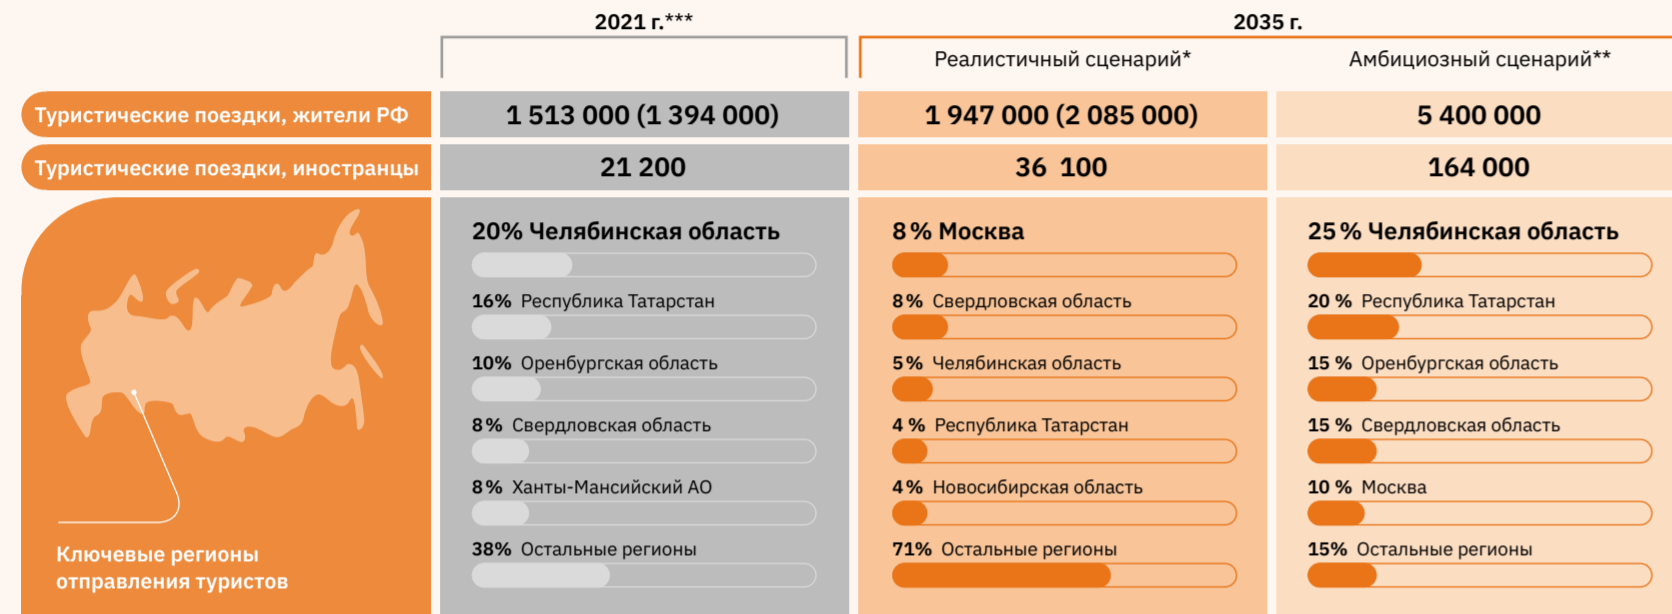 2021 г.***
2035 г.
Реалистичный сценарий*
Амбициозный сценарий**
Туристические поездки, жители РФ
1 513 000 (1 394 000)
1 947 000 (2 085 000)
5 400 000
Туристические поездки, иностранцы
21 200
36 100
164 000
Ключевые регионы
отправления туристов
20% Челябинская область
16% Республика Татарстан
10% Оренбургская область
8% Свердловская область
8% Ханты-Мансийский АО
38% Остальные регионы
8% Москва
8% Свердловская область
5% Челябинская область
4 % Республика Татарстан
4% Новосибирская область
71% Остальные регионы
25% Челябинская область
20 % Республика Татарстан
15 % Оренбургская область
15 % Свердловская область
10 % Москва
15% Остальные регионы